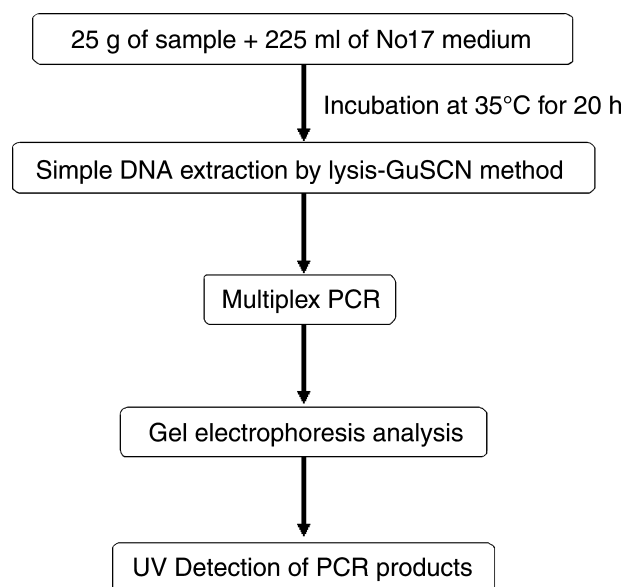 25 g of sample + 225 ml of No17 medium
Incubation at 35°C for 20 h
Simple DNA extraction by lysis-GuSCN method
Multiplex PCR
Gel electrophoresis analysis
UV Detection of PCR products